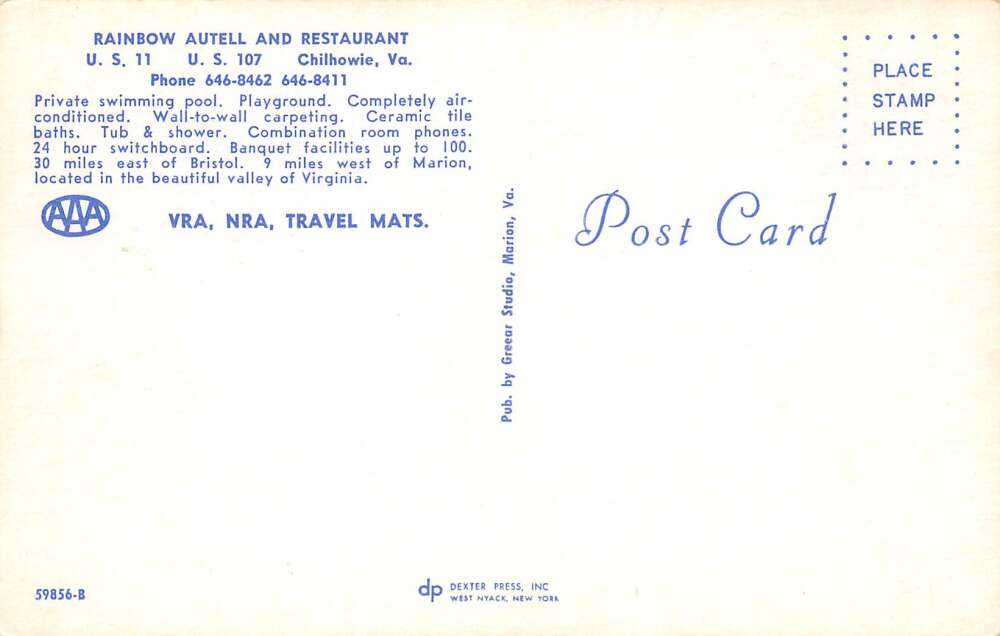 RAINBOW AUTELL AND RESTAURANT
U. S. 11 U. S. 107 Chilhowie, Va.
Phone 646-8462 646-8411
Private swimming pool. Playground. Completely air-
conditioned. Wall-to-wall carpeting. Ceramic tile
baths. Tub & shower. Combination room phones.
24 hour switchboard. Banquet facilities up to 100.
30 miles east of Bristol. 9 miles west of Marion,
located in the beautiful valley of Virginia.
AAA
VRA, NRA, TRAVEL MATS.
59856-B
Pub. by Greear Studio, Marion, Va.
dp DEXTER PRESS, INC
WEST NYACK, NEW YORK
PLACE
STAMP
HERE
Post Card